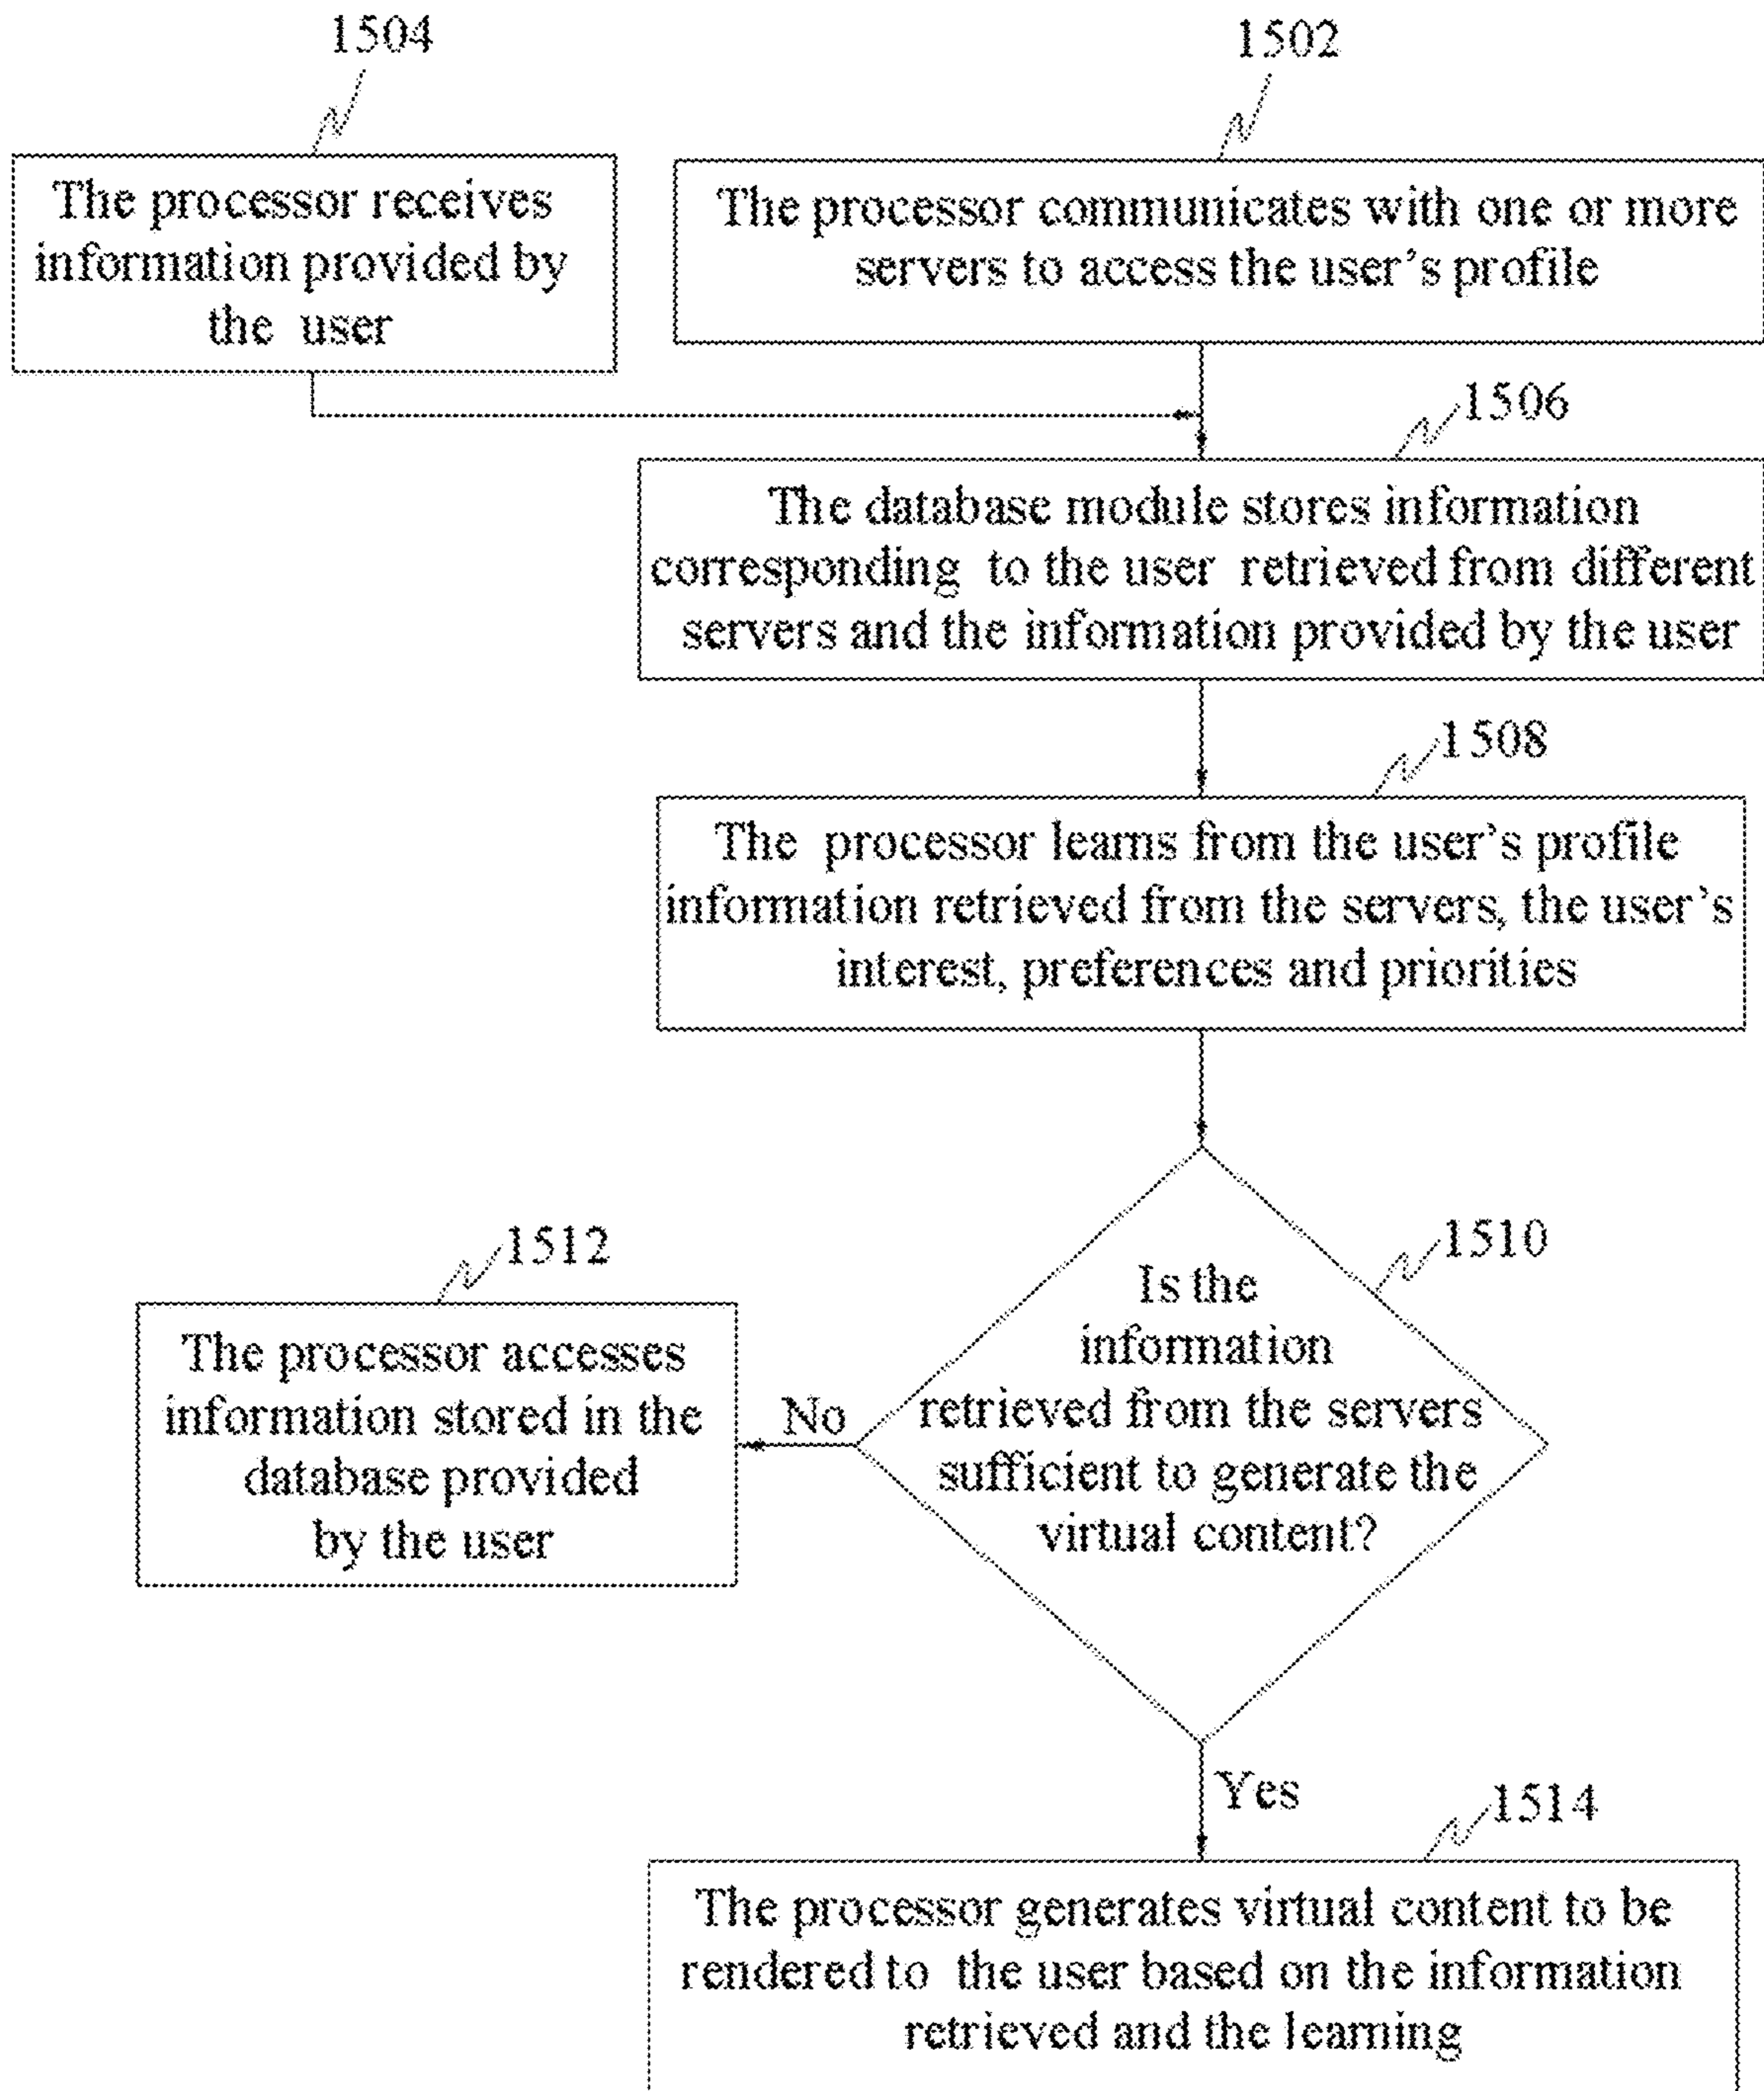 1504
1502
The processor receives
information provided by
the user
The processor communicates with one or more
servers to access the user's profile
1506
The database module stores information
corresponding to the user retrieved from different
servers and the information provided by the user
1508
The processor learns from the user's profile
information retrieved from the servers, the user's
interest, preferences and priorities
1510
Is the
information
retrieved from the servers
sufficient to generate the
virtual content?
No
1512
The processor accesses
information stored in the
database provided
by the user
Yes
1514
The processor generates virtual content to be
rendered to the user based on the information
retrieved and the learning